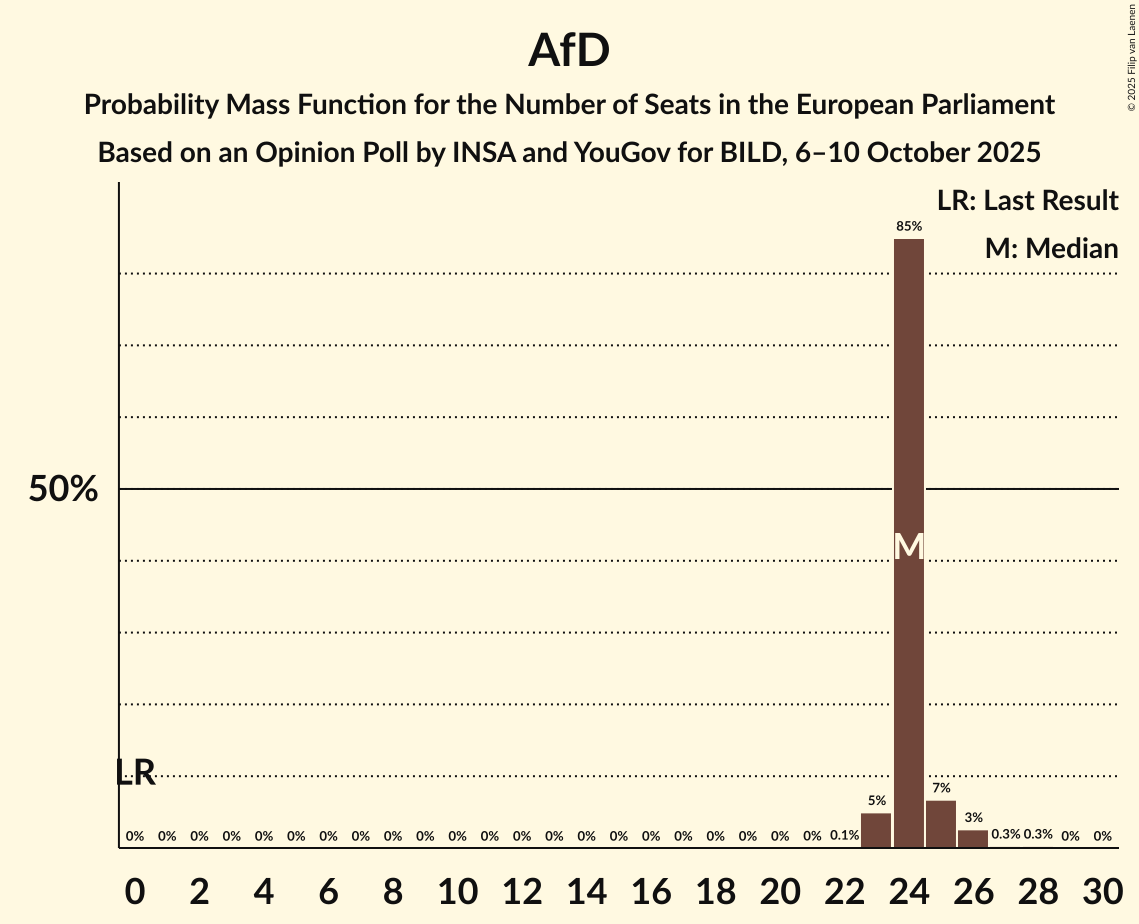 AfD
Probability Mass Function for the Number of Seats in the European Parliament
Based on an Opinion Poll by INSA and YouGov for BILD, 6–10 October 2025
© 2025 Filip van Laenen
LR: Last Result
M: Median
85%
50%
M
LR
7%
5%
3%
0% 0% 0% 0% 0% 0% 0% 0% 0% 0% 0% 0% 0% 0% 0% 0% 0% 0% 0% 0% 0% 0% 0.1% 0.3% 0.3% 0% 0%
0 2 4 6 8 10 12 14 16 18 20 22 24 26 28 30